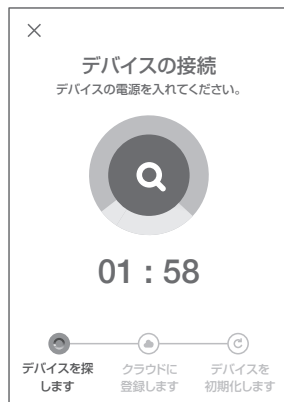 デバイスの接続
デバイスの電源を入れてください。
01 : 58
デバイスを探
します
クラウドに
登録します
デバイスを
初期化します